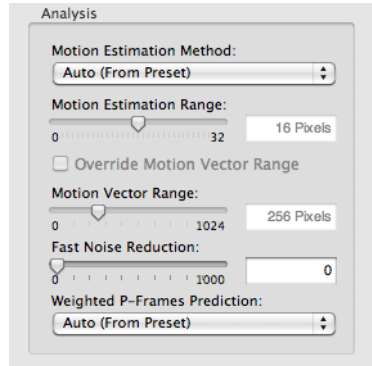 Analysis
Motion Estimation Method:
Auto (From Preset)
Motion Estimation Range:
0 32 16 Pixels
Override Motion Vector Range
Motion Vector Range:
0 1024 256 Pixels
Fast Noise Reduction:
0 1000 0
Weighted P-Frames Prediction:
Auto (From Preset)